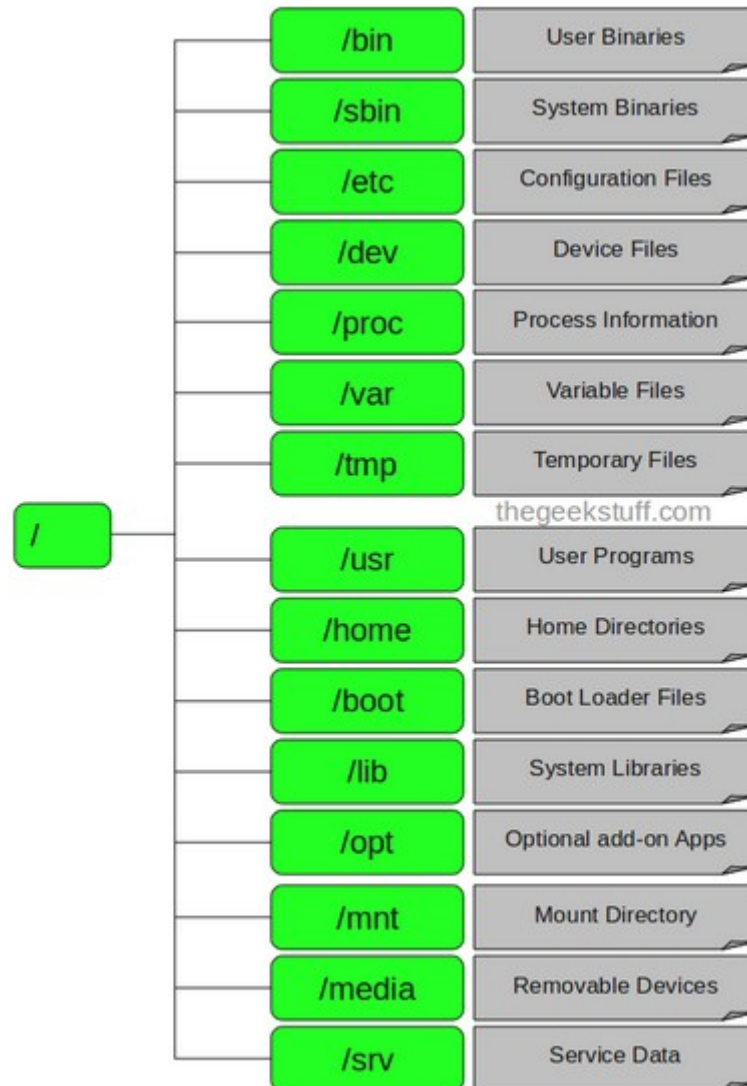 /bin User Binaries
/sbin System Binaries
/etc Configuration Files
/dev Device Files
/proc Process Information
/var Variable Files
/tmp Temporary Files
thegeekstuff.com
/
/usr User Programs
/home Home Directories
/boot Boot Loader Files
/lib System Libraries
/opt Optional add-on Apps
/mnt Mount Directory
/media Removable Devices
/srv Service Data